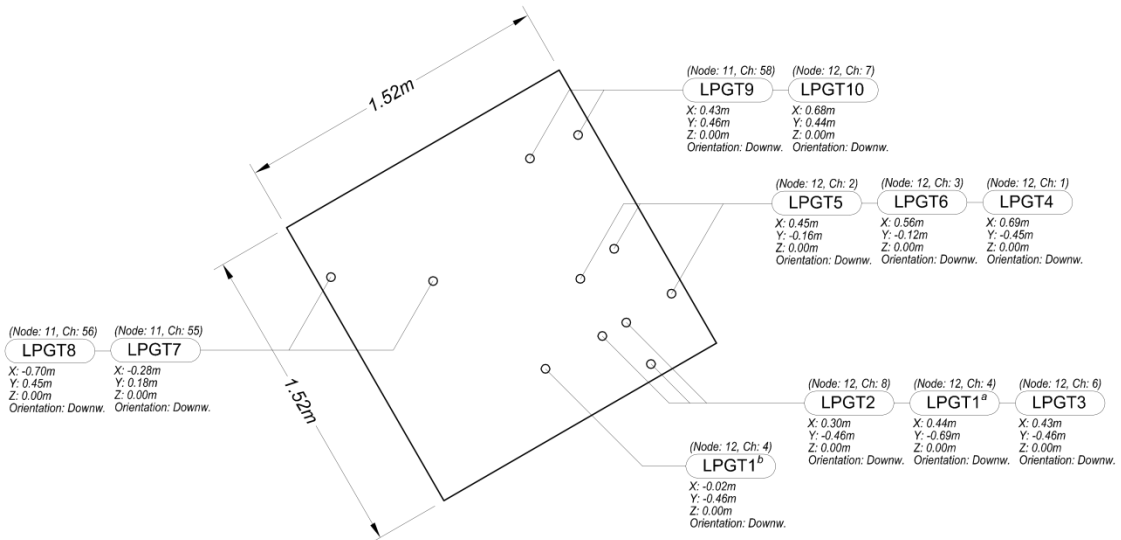 1.52m
(Node: 11, Ch: 58)
LPGT9
X: 0.43m
Y: 0.46m
Z: 0.00m
Orientation: Downw.
(Node: 12, Ch: 7)
LPGT10
X: 0.68m
Y: 0.44m
Z: 0.00m
Orientation: Downw.
(Node: 12, Ch: 2)
LPGT5
X: 0.45m
Y: -0.16m
Z: 0.00m
Orientation: Downw.
(Node: 12, Ch: 3)
LPGT6
X: 0.56m
Y: -0.12m
Z: 0.00m
Orientation: Downw.
(Node: 12, Ch: 1)
LPGT4
X: 0.69m
Y: -0.45m
Z: 0.00m
Orientation: Downw.
(Node: 11, Ch: 56)
LPGT8
X: -0.70m
Y: 0.45m
Z: 0.00m
Orientation: Downw.
(Node: 11, Ch: 55)
LPGT7
X: -0.28m
Y: 0.18m
Z: 0.00m
Orientation: Downw.
1.52m
(Node: 12, Ch: 8)
LPGT2
X: 0.30m
Y: -0.46m
Z: 0.00m
Orientation: Downw.
(Node: 12, Ch: 4)
LPGT1a
X: 0.44m
Y: -0.69m
Z: 0.00m
Orientation: Downw.
(Node: 12, Ch: 6)
LPGT3
X: 0.43m
Y: -0.46m
Z: 0.00m
Orientation: Downw.
(Node: 12, Ch: 4)
LPGT1b
X: -0.02m
Y: -0.46m
Z: 0.00m
Orientation: Downw.